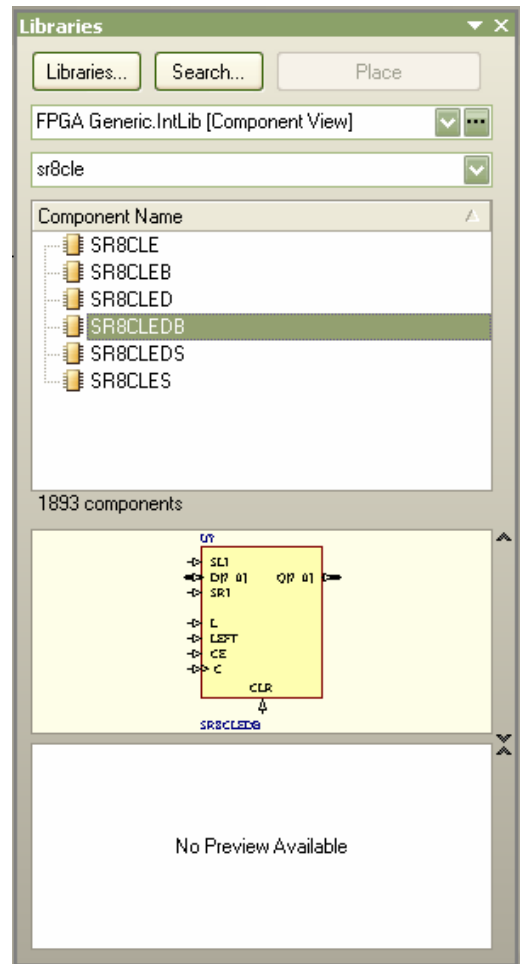 Libraries
Libraries... Search... Place
FPGA Generic.IntLib [Component View]
sr8cle
Component Name
SR8CLE
SR8CLEB
SR8CLED
SR8CLEDB
SR8CLEDS
SR8CLES
1893 components
U?
SLI
D[7..0] Q[7..0]
SRI
L
LEFT
CE
C
CLR
SR8CLEDB
No Preview Available